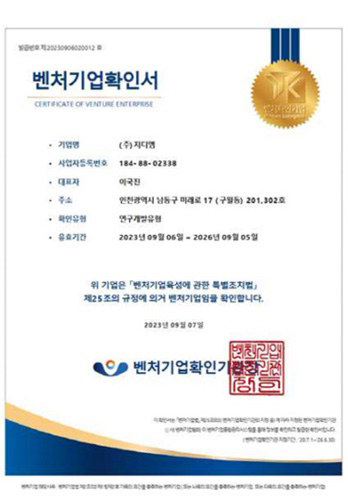 발급번호 제20230906020012 호
벤처기업확인서
CERTIFICATE OF VENTURE ENTERPRISE
벤처확인기업
• 기업명 (주) 지디엠
• 사업자등록번호 184-88-02338
• 대표자 이국진
• 주소 인천광역시 남동구 미래로 17 (구월동) 201,302호
• 확인유형 연구개발유형
• 유효기간 2023년 09월 06일 ~ 2026년 09월 05일
위 기업은 「벤처기업육성에 관한 특별조치법」
제25조의 규정에 의거 벤처기업임을 확인합니다.
2023년 09월 07일
벤처기업확인기관장